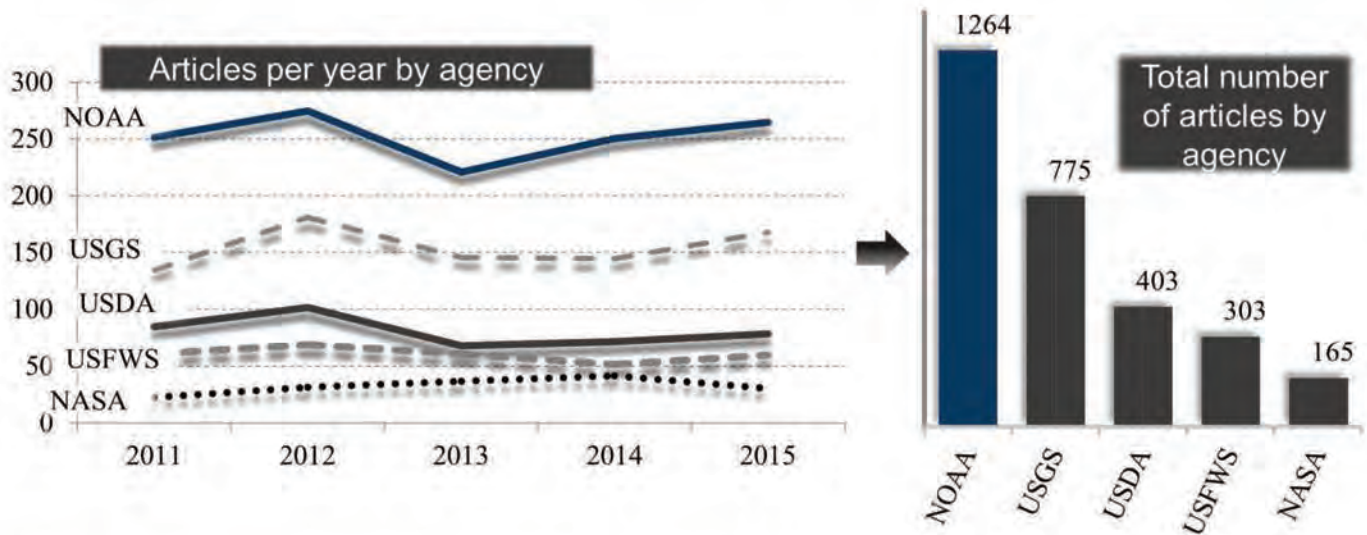 Articles per year by agency
300
250
200
150
100
50
0
NOAA
USGS
USDA
USFWS
NASA
2011 2012 2013 2014 2015
Total number
of articles by
agency
1264
775
403
303
165
NOAA
USGS
USDA
USFWS
NASA